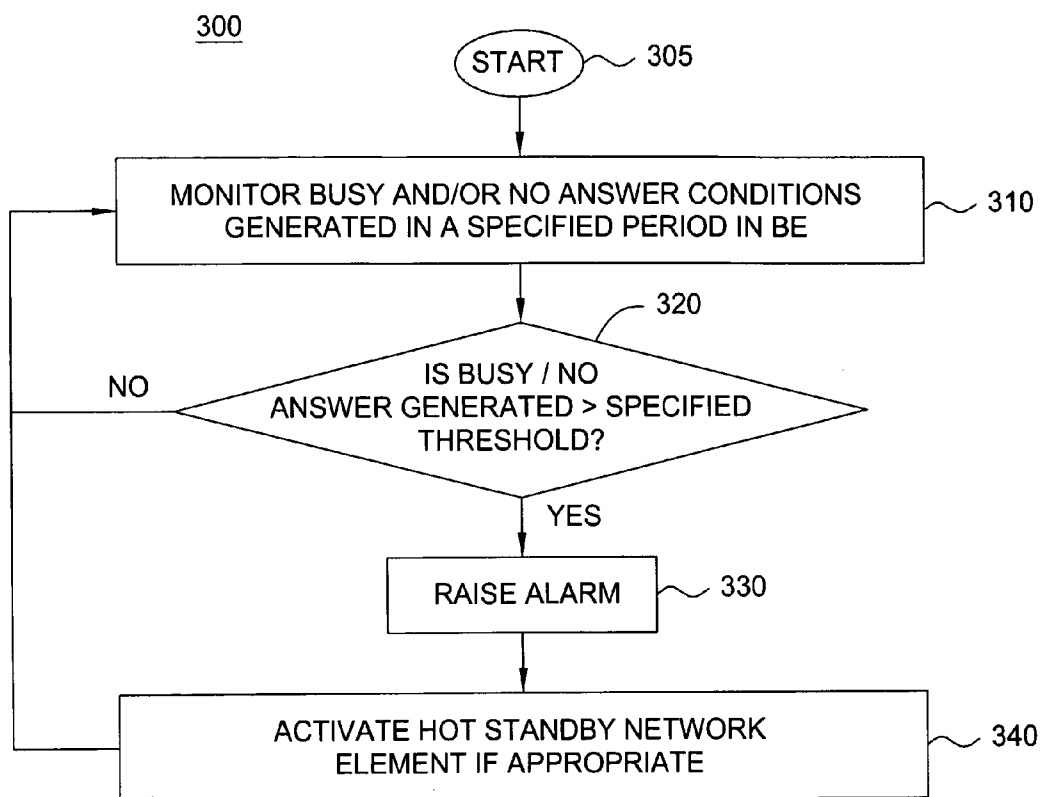 300
START
305
MONITOR BUSY AND/OR NO ANSWER CONDITIONS
GENERATED IN A SPECIFIED PERIOD IN BE
310
320
IS BUSY / NO
ANSWER GENERATED > SPECIFIED
THRESHOLD?
NO
YES
RAISE ALARM
330
ACTIVATE HOT STANDBY NETWORK
ELEMENT IF APPROPRIATE
340